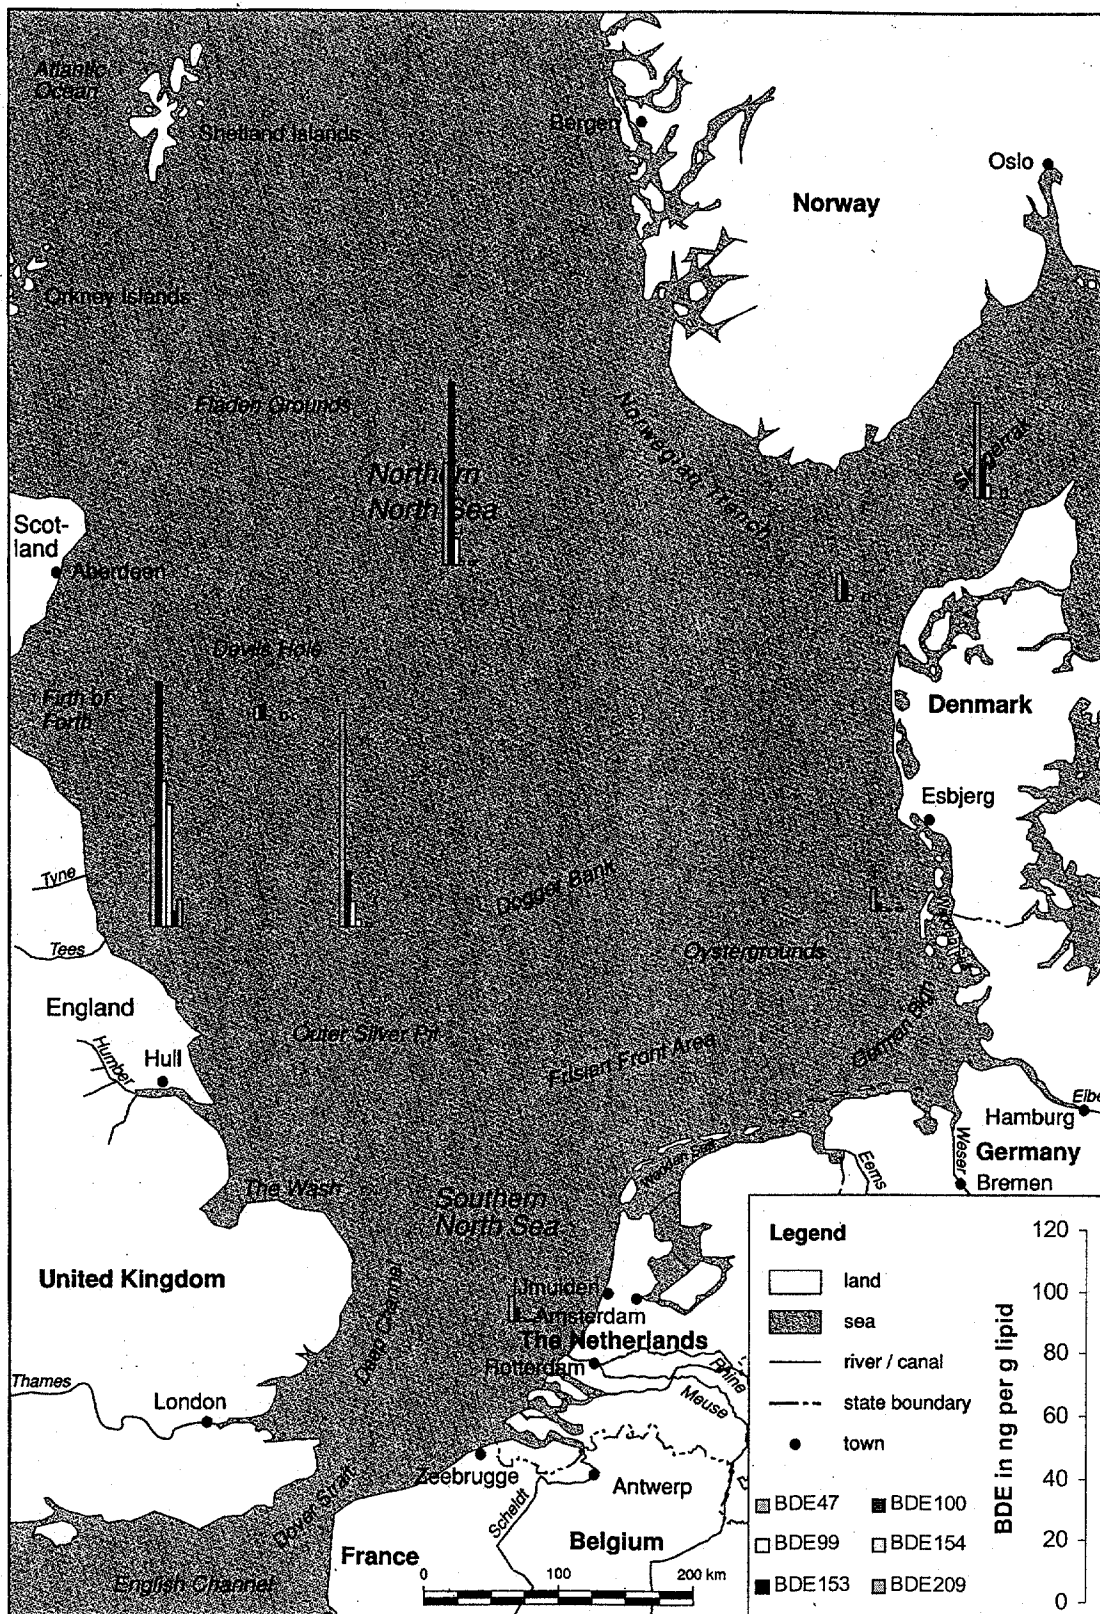 Atlantic
Ocean
Shetland Islands
Bergen
Oslo
Norway
Orkney Islands
Fladen Grounds
Norwegian Trench
Skagerrak
Northern
North Sea
Scot-
land
Aberdeen
Devils Hole
Firth of
Forth
Denmark
Esbjerg
Tyne
Dogger Bank
Tees
Oystergrounds
England
Outer Silver Pit
Hull
Humber
Frisian Front Area
German Bight
Elbe
Hamburg
Weser
Germany
Eems
Bremen
The Wash
Southern
North Sea
United Kingdom
Deep Channel
IJmuiden
Amsterdam
The Netherlands
Rotterdam
Rhine
Meuse
Thames
London
Zeebrugge
Antwerp
Scheldt
Dover Strait
Belgium
France
English Channel
0 100 200 km
Legend
land
sea
river / canal
state boundary
town
BDE47
BDE100
BDE99
BDE154
BDE153
BDE209
BDE in ng per g lipid
120
100
80
60
40
20
0